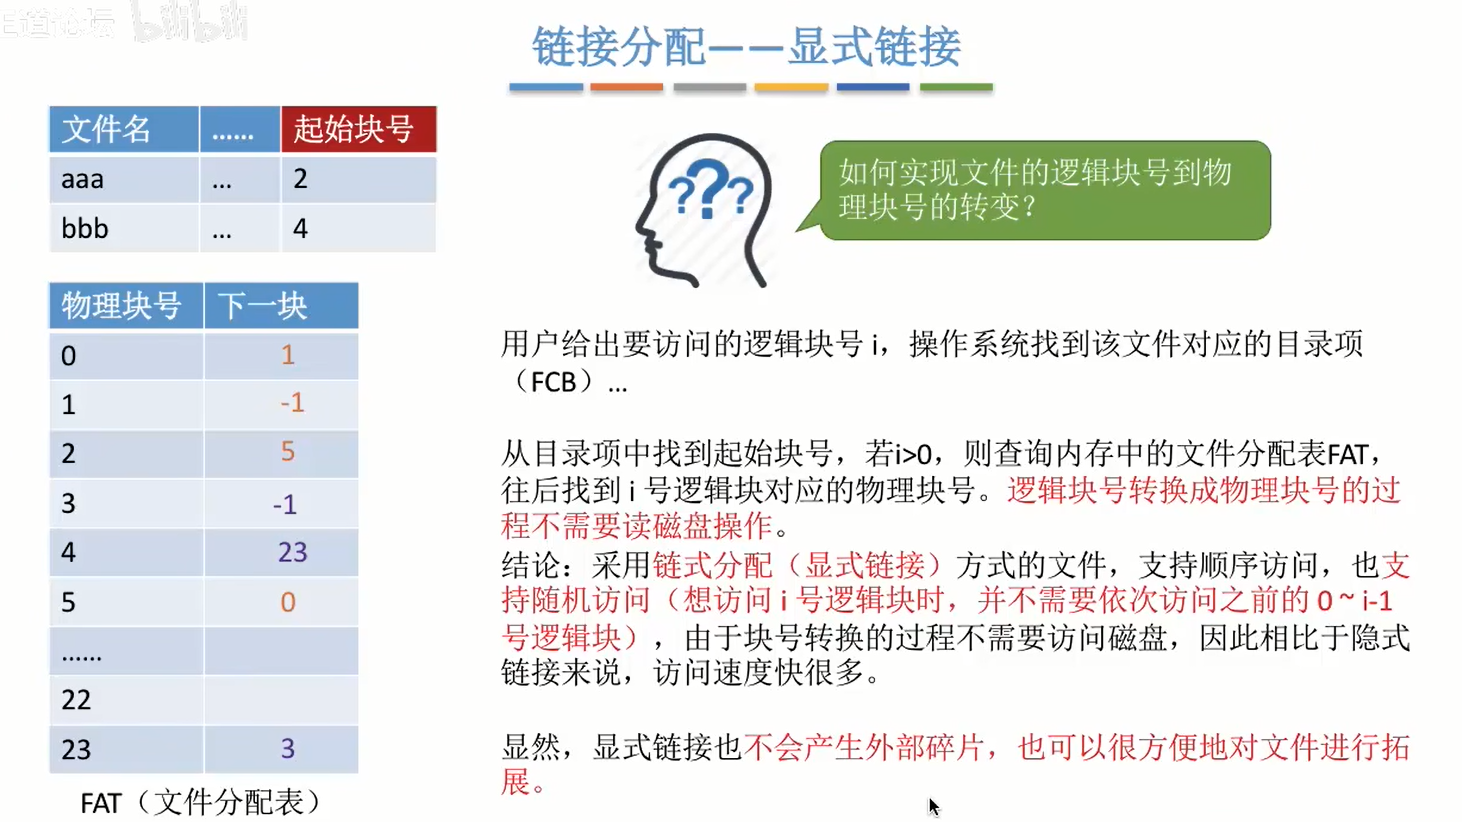 王道论坛 bilibili
链接分配——显式链接
文件名 …… 起始块号
aaa … 2
bbb … 4
???
如何实现文件的逻辑块号到物
理块号的转变？
物理块号 下一块
0 1
1 -1
2 5
3 -1
4 23
5 0
……
22
23 3
FAT（文件分配表）
用户给出要访问的逻辑块号 i，操作系统找到该文件对应的目录项
（FCB）…
从目录项中找到起始块号，若i>0，则查询内存中的文件分配表FAT，
往后找到 i 号逻辑块对应的物理块号。逻辑块号转换成物理块号的过
程不需要读磁盘操作。
结论：采用链式分配（显式链接）方式的文件，支持顺序访问，也支
持随机访问（想访问 i 号逻辑块时，并不需要依次访问之前的 0 ~ i-1
号逻辑块），由于块号转换的过程不需要访问磁盘，因此相比于隐式
链接来说，访问速度快很多。
显然，显式链接也不会产生外部碎片，也可以很方便地对文件进行拓
展。